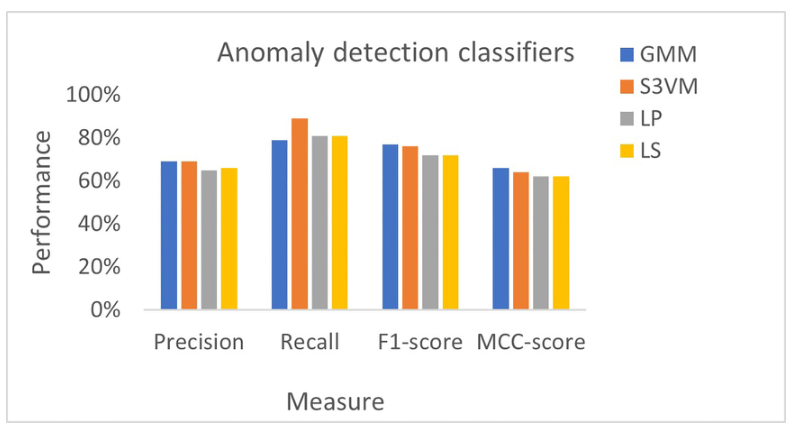 Anomaly detection classifiers
GMM
S3VM
LP
LS
Performance
100%
80%
60%
40%
20%
0%
Precision Recall F1-score MCC-score
Measure